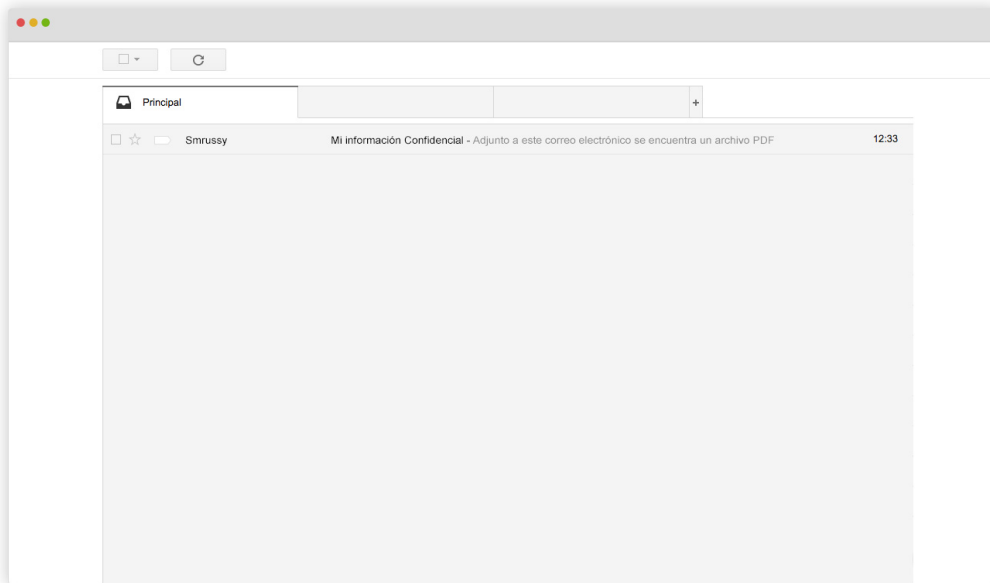 Principal
+
Smrussy Mi información Confidencial - Adjunto a este correo electrónico se encuentra un archivo PDF 12:33